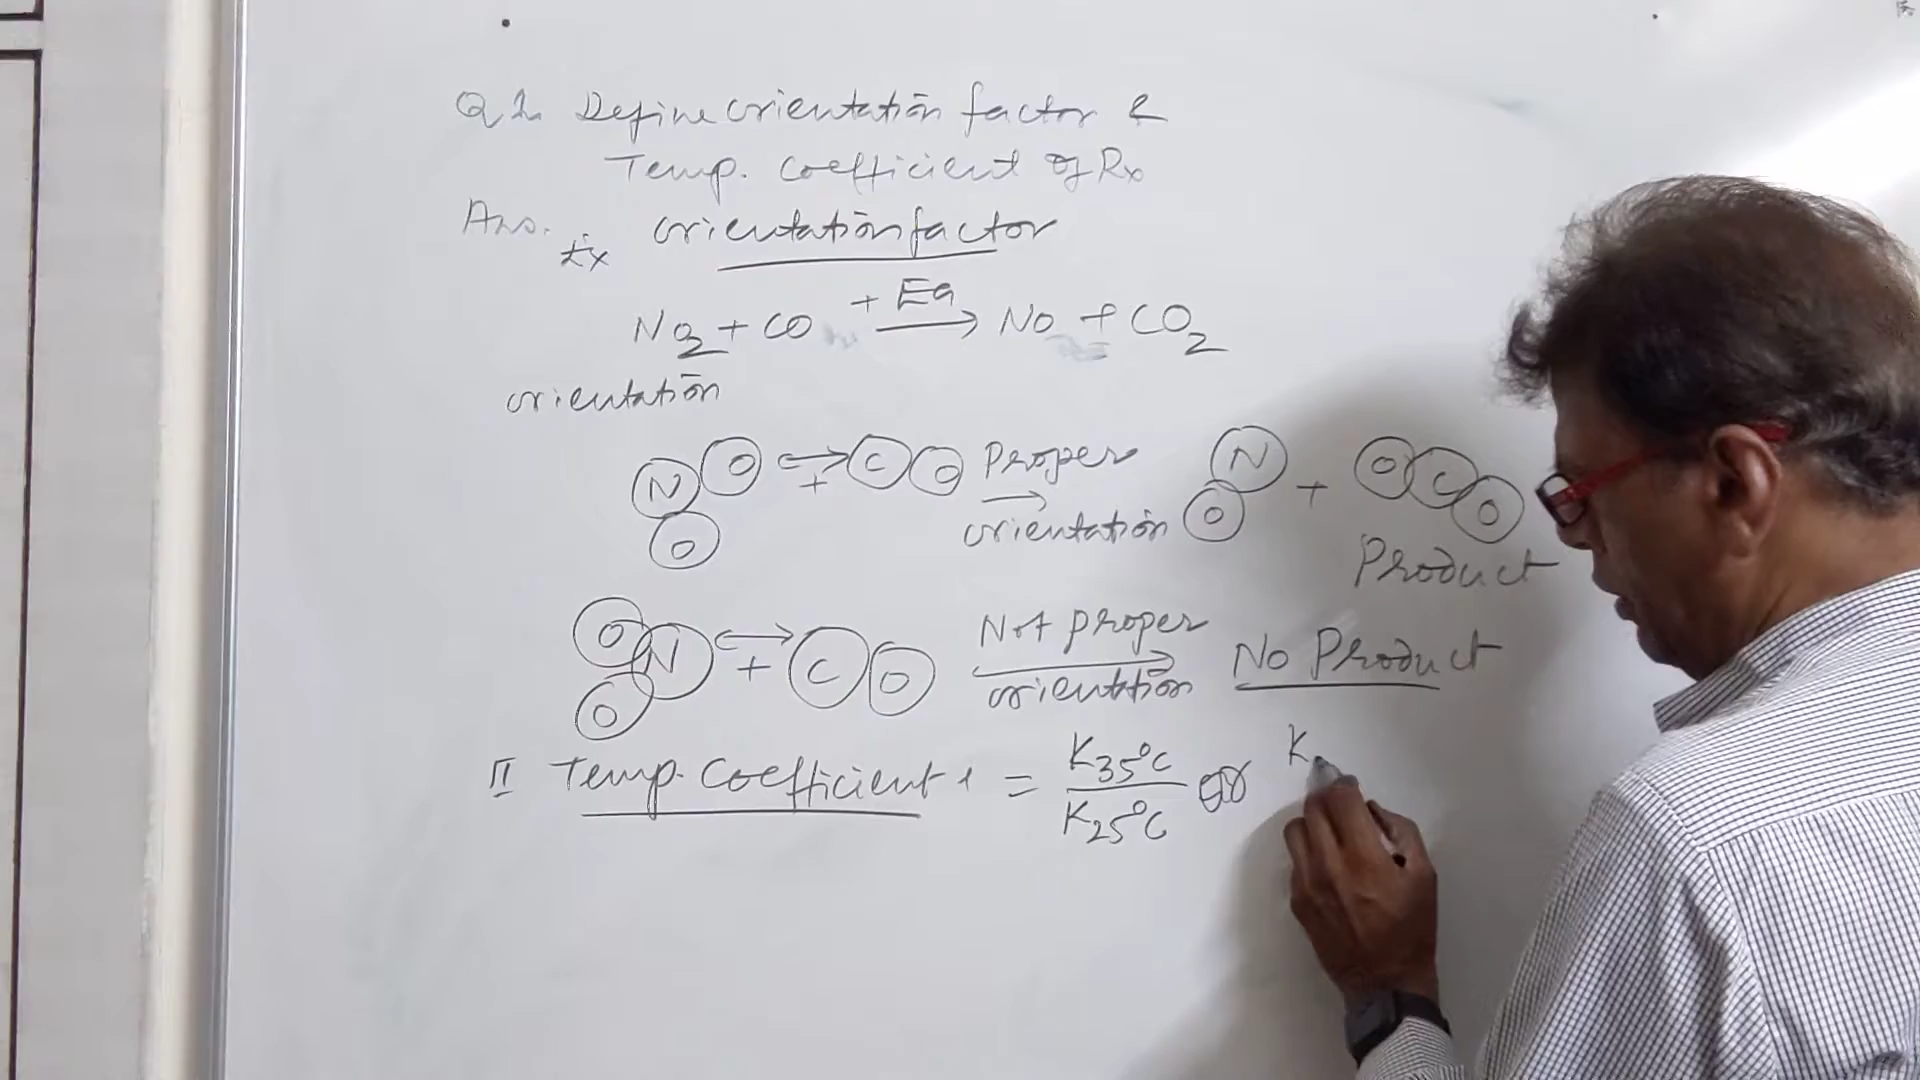 Q2. Define orientation factor &
Temp. Coefficient of Rx
Ans. Ex orientation factor
NO2 + CO + Ea → NO + CO2
orientation
N O O + C O Proper orientation → N O + O C O
Product
O N O + C O Not proper orientation → No Product
II Temp. Coefficient = K35°C / K25°C or K